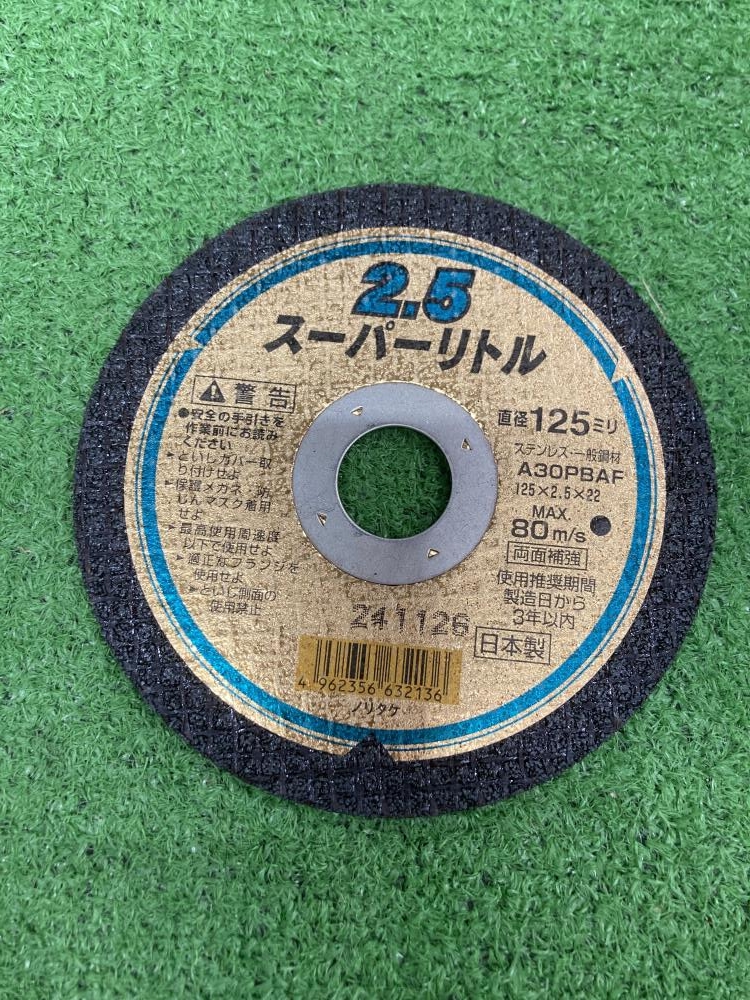 2.5
スーパーリトル
警告
●安全の手引きを
作業前にお読み
ください
➤といしカバー取
り付けせよ
➤保護メガネ、防
じんマスク着用
せよ
➤最高使用周速度
以下で使用せよ
➤適正なフランジを
使用せよ
➤といし側面の
使用禁止
直径125ミリ
ステンレス・一般鋼材
A30PBAF
125×2.5×22
MAX.
80m/s
両面補強
使用推奨期間
製造日から
3年以内
日本製
241126
4 962356 632136
ノリタケ